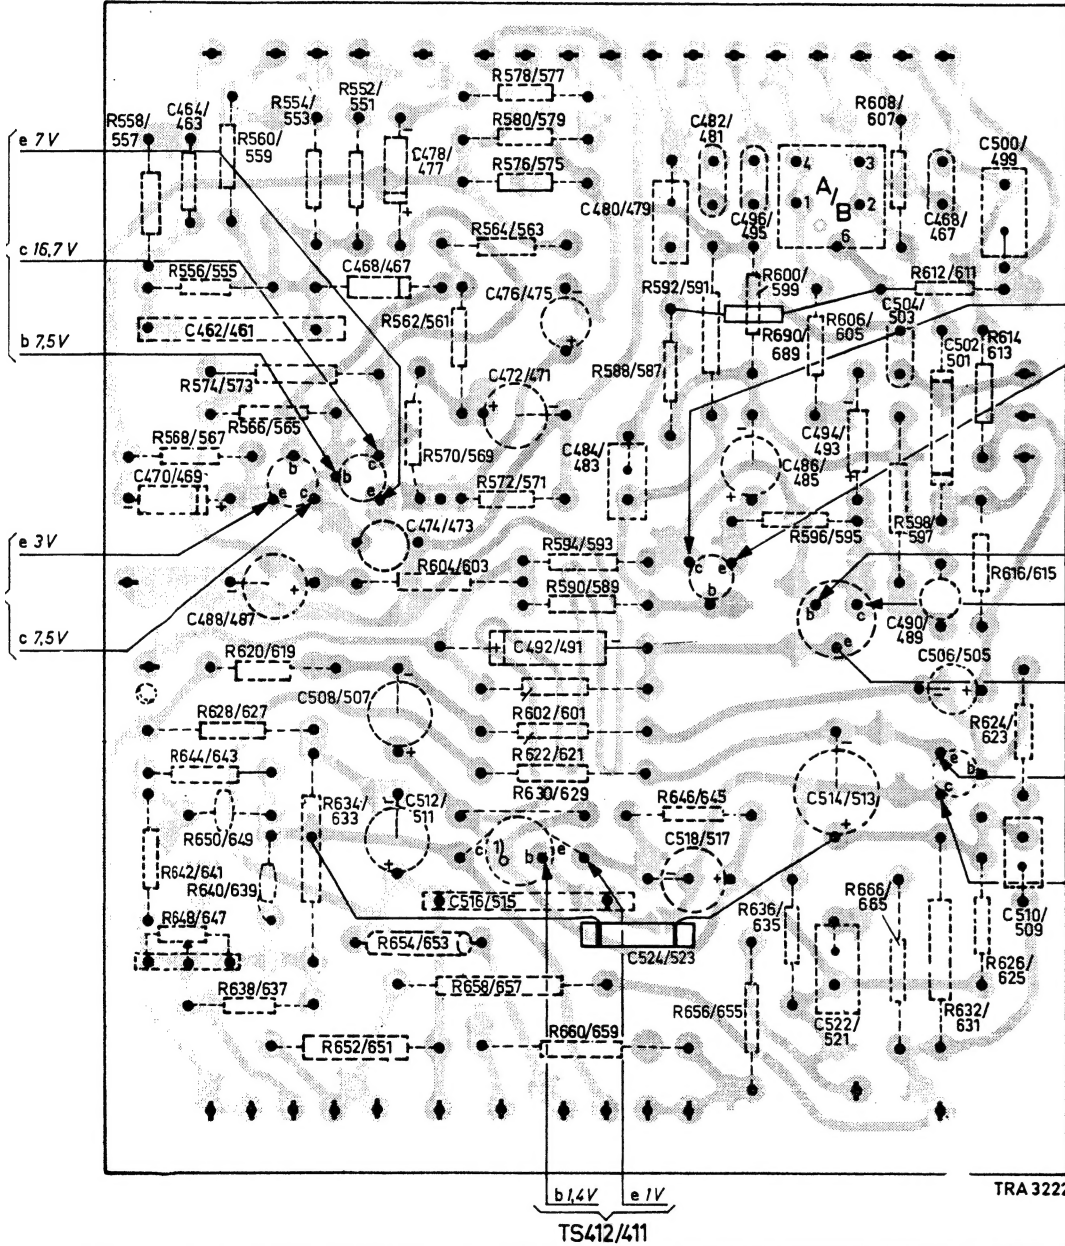 R578/577
R552/
551
R554/
553
C464/
463
R558/
557
R560/
559
R580/579
C482/
481
R608/
607
C500/
499
e 7V
C478/
477
R576/575
4
3
A/
B
1
2
6
C480/479
C496/
495
C468/
467
R564/563
c 16,7V
R556/555
C468/467
C476/475
R592/591
R600/
599
R612/611
C504/
503
R562/561
R690/
689
R606/
605
C462/461
C502
501
R614
613
b 7,5V
R574/573
C472/471
R588/587
R566/565
R568/567
R570/569
C484/
483
C494/
493
C486/
485
b
c
b
e
c
e
C470/469
R572/571
R598/
597
C474/473
R596/595
e 3V
R594/593
c
e
b
R604/603
R590/589
R616/615
C488/487
b
c
e
C490/
489
c 7,5V
C492/491
R620/619
C506/505
C508/507
R628/627
R602/601
R624/
623
R644/643
R622/621
e
b
c
R630/629
R634/
633
C512/
511
R646/645
C514/513
R650/649
c
1)
b
e
C518/517
R642/641
R640/639
C516/515
R636/
635
R666/
665
C510/
509
R648/647
R654/653
C524/523
R638/637
R658/657
R656/655
C522/
521
R632/
631
R626/
625
R652/651
R660/659
TRA 3222
b 1,4V
e 1V
TS412/411